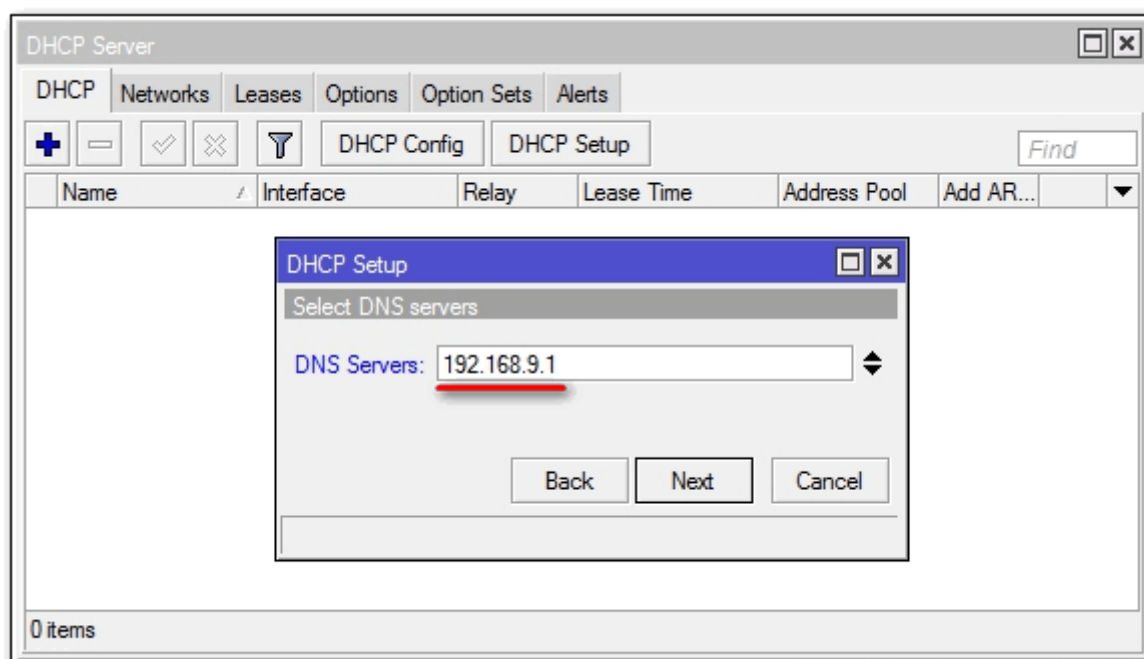 DHCP Server
DHCP Networks Leases Options Option Sets Alerts
DHCP Config DHCP Setup Find
Name Interface Relay Lease Time Address Pool Add AR...
DHCP Setup
Select DNS servers
DNS Servers: 192.168.9.1
Back Next Cancel
0 items